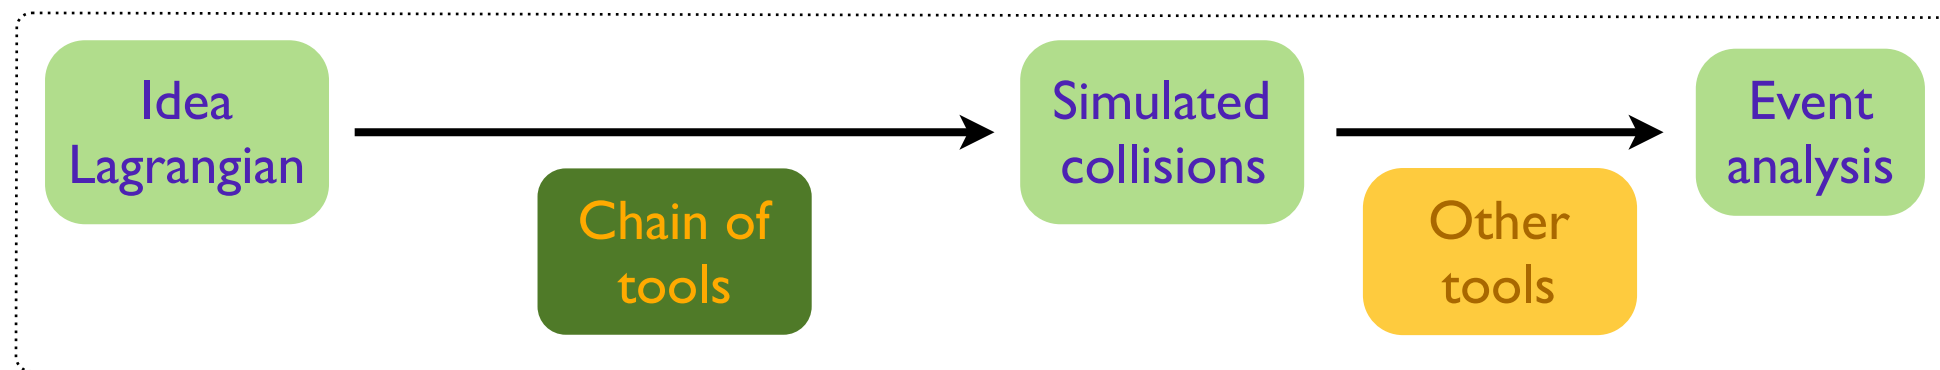 Idea
Lagrangian
Chain of
tools
Simulated
collisions
Other
tools
Event
analysis